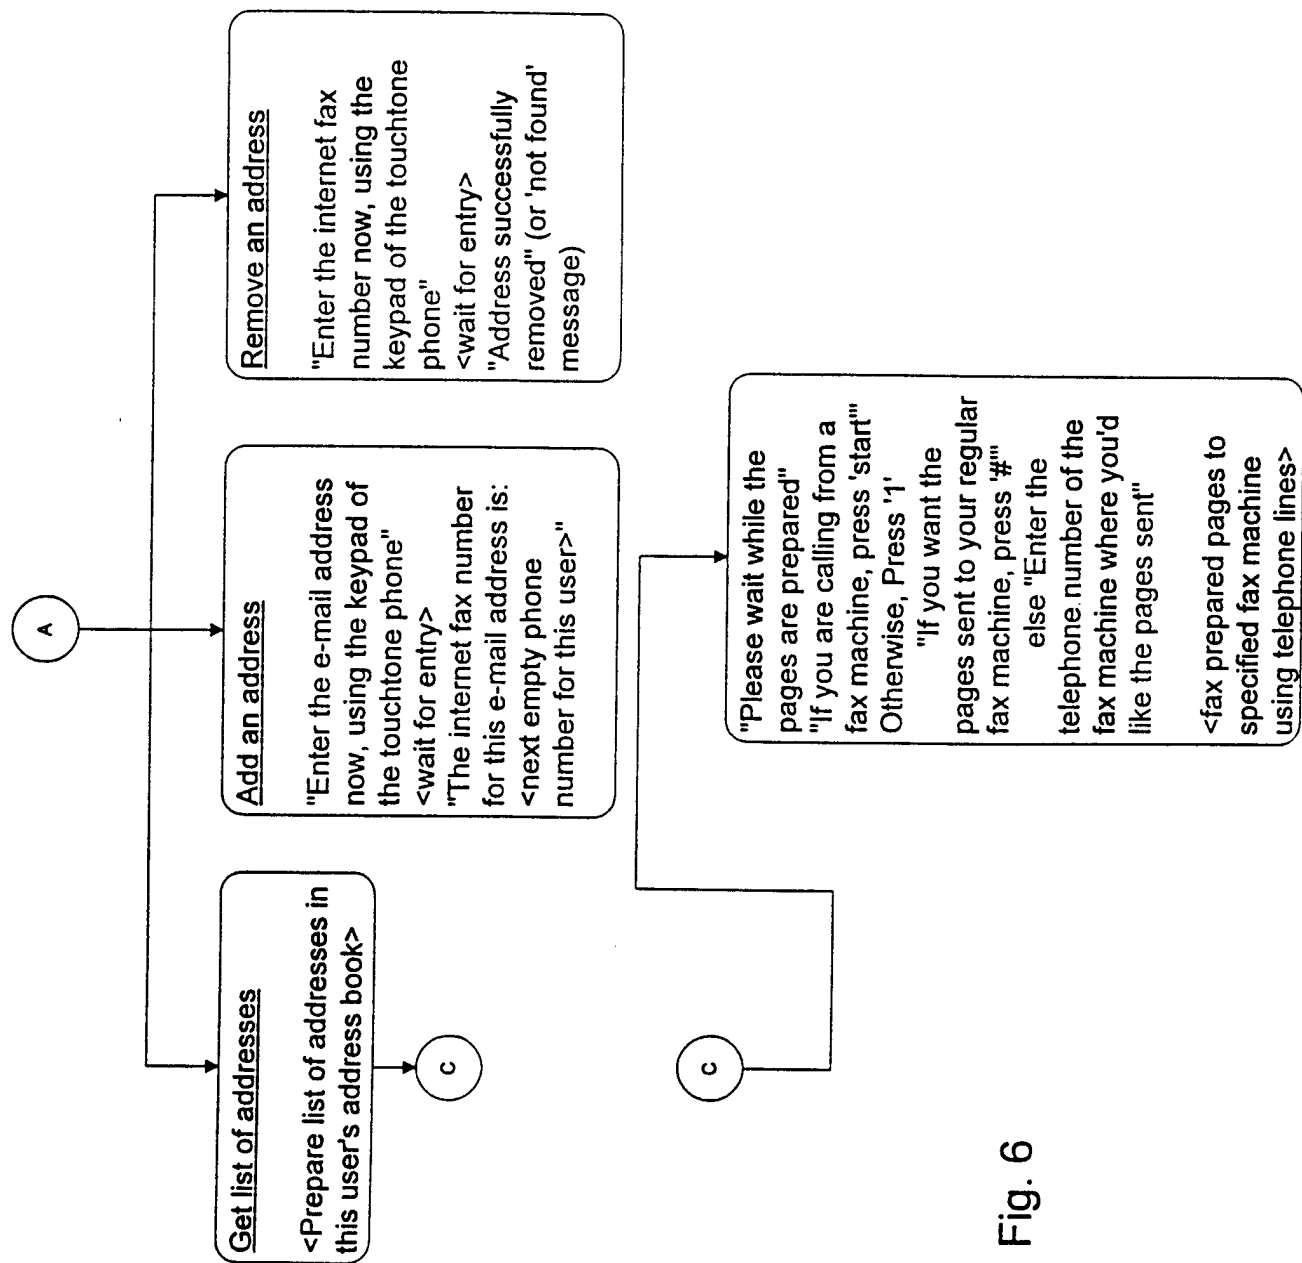 A
Get list of addresses
<Prepare list of addresses in
this user's address book>
C
Add an address
"Enter the e-mail address
now, using the keypad of
the touchtone phone"
<wait for entry>
"The internet fax number
for this e-mail address is:
<next empty phone
number for this user>"
Remove an address
"Enter the internet fax
number now, using the
keypad of the touchtone
phone"
<wait for entry>
"Address successfully
removed" (or 'not found'
message)
C
"Please wait while the
pages are prepared"
"If you are calling from a
fax machine, press 'start'"
Otherwise, Press '1'
"If you want the
pages sent to your regular
fax machine, press '#'"
else "Enter the
telephone number of the
fax machine where you'd
like the pages sent"
<fax prepared pages to
specified fax machine
using telephone lines>
Fig. 6